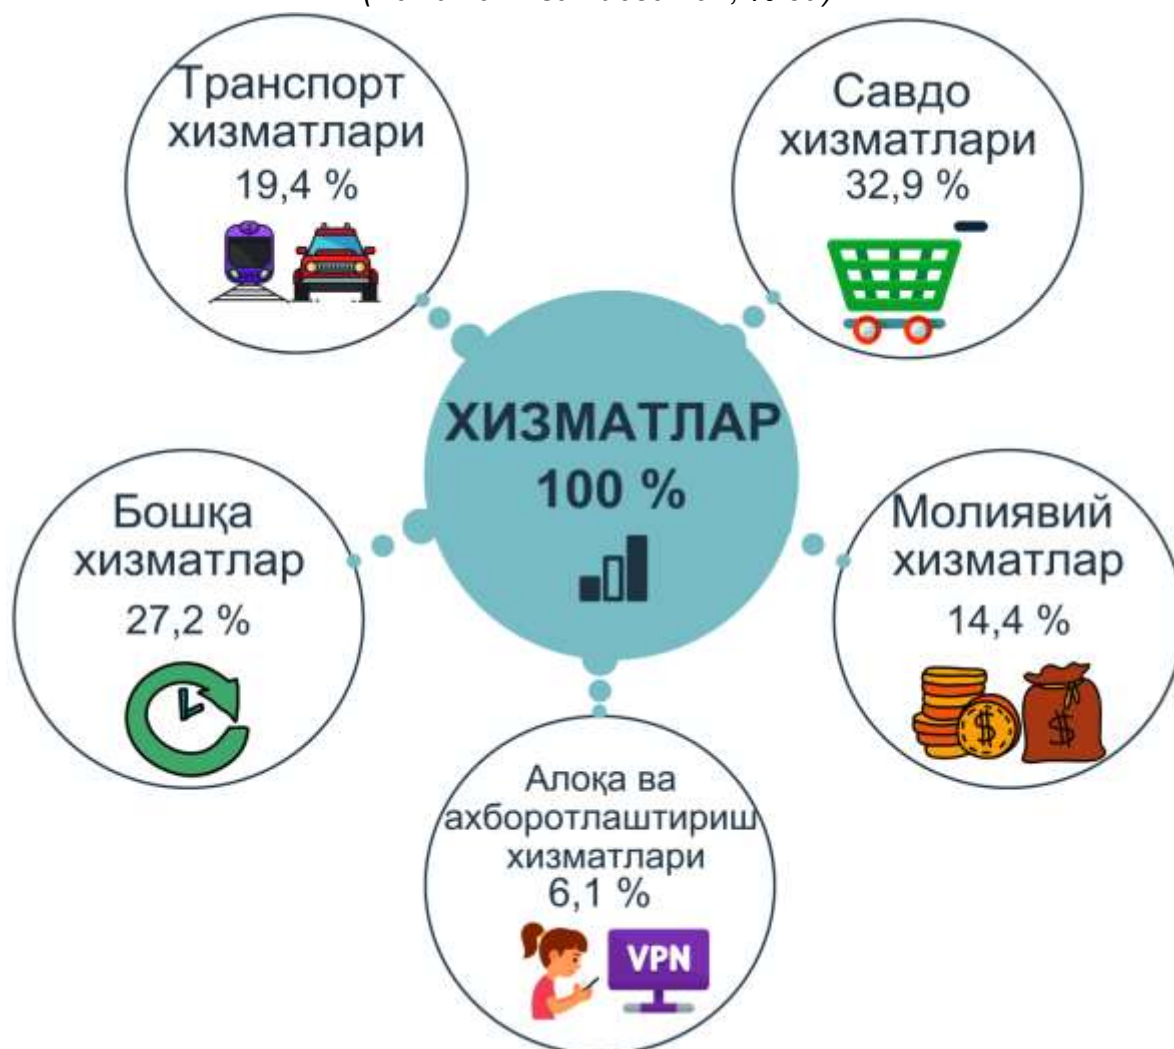 Транспорт
хизматлари
19,4 %
Савдо
хизматлари
32,9 %
ХИЗМАТЛАР
100 %
Бошқа
хизматлар
27,2 %
Молиявий
хизматлар
14,4 %
$
$
Алоқа ва
ахборотлаштириш
хизматлари
6,1 %
VPN